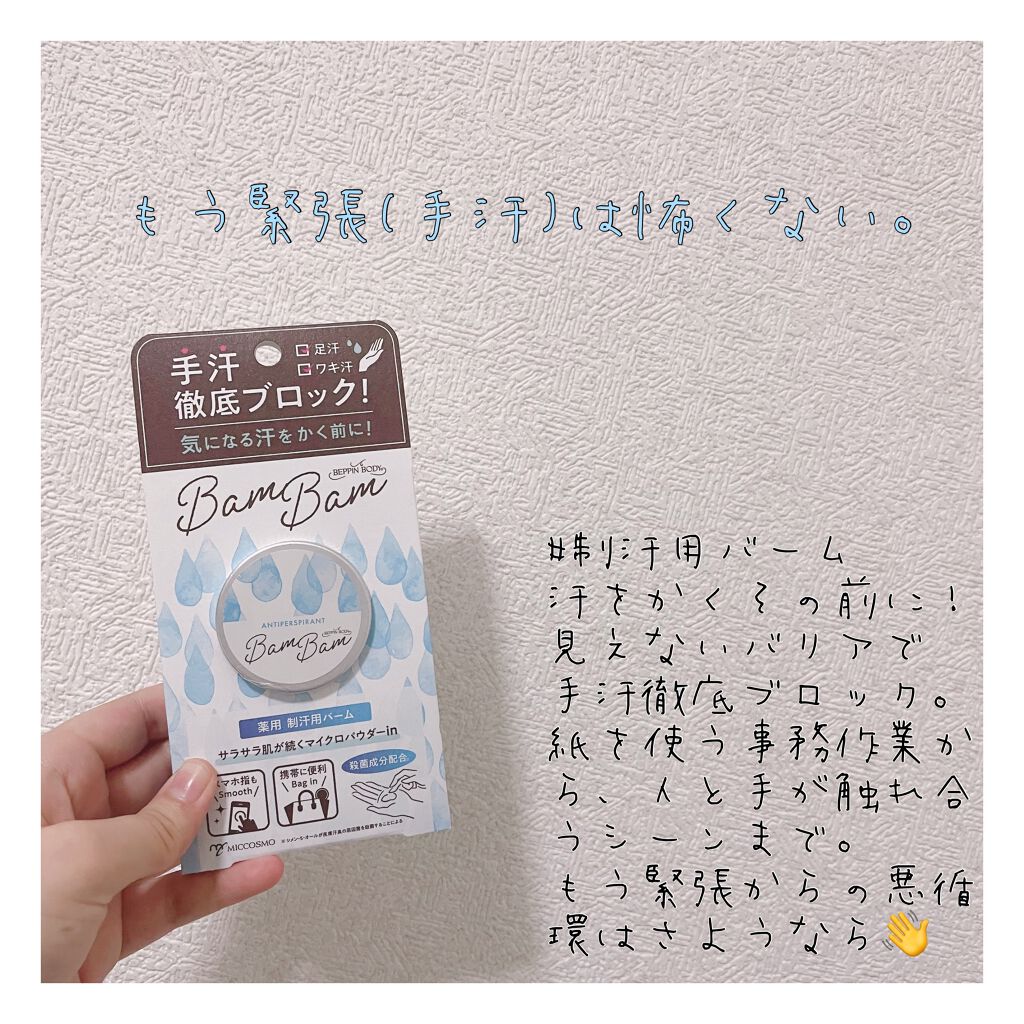 もう緊張(手汗)は怖くない。
手汗
徹底ブロック!
足汗
ワキ汗
気になる汗をかく前に!
BEPPIN BODY
BamBam
ANTIPERSPIRANT
BEPPIN BODY
BamBam
薬用 制汗用バーム
サラサラ肌が続くマイクロパウダーin
スマホ指も
Smooth
携帯に便利
Bag in
殺菌成分配合※
MICCOSMO
#制汗用バーム
汗をかくその前に!
見えないバリアで
手汗徹底ブロック。
紙を使う事務作業か
ら、人と手が触れ合
うシーンまで。
もう緊張からの悪循
環はさようなら👋